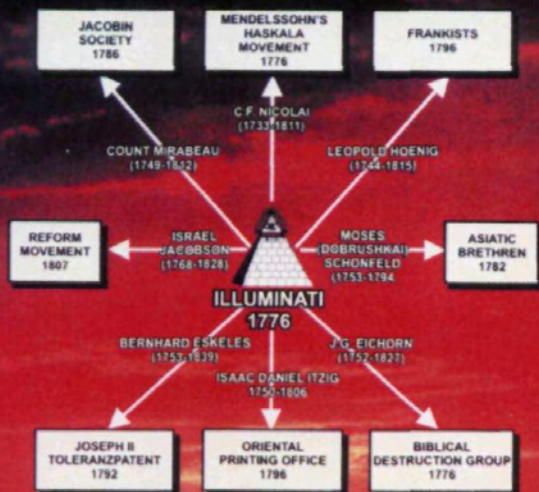 JACOBIN
SOCIETY
1786
MENDELSSOHN'S
HASKALA
MOVEMENT
1776
FRANKISTS
1796
C.F. NICOLAI
(1733-1811)
COUNT MIRABEAU
(1749-1812)
LEOPOLD HOENIG
(1744-1815)
REFORM
MOVEMENT
1807
ISRAEL
JACOBSON
(1768-1828)
MOSES
(DOBRUSHKAI)
SCHONFELD
(1753-1794
ASIATIC
BRETHREN
1782
ILLUMINATI
1776
BERNHARD ESKELES
(1753-1839)
J.G. EICHORN
(1752-1827)
ISAAC DANIEL ITZIG
1750-1806
JOSEPH II
TOLERANZPATENT
1792
ORIENTAL
PRINTING OFFICE
1796
BIBLICAL
DESTRUCTION GROUP
1776